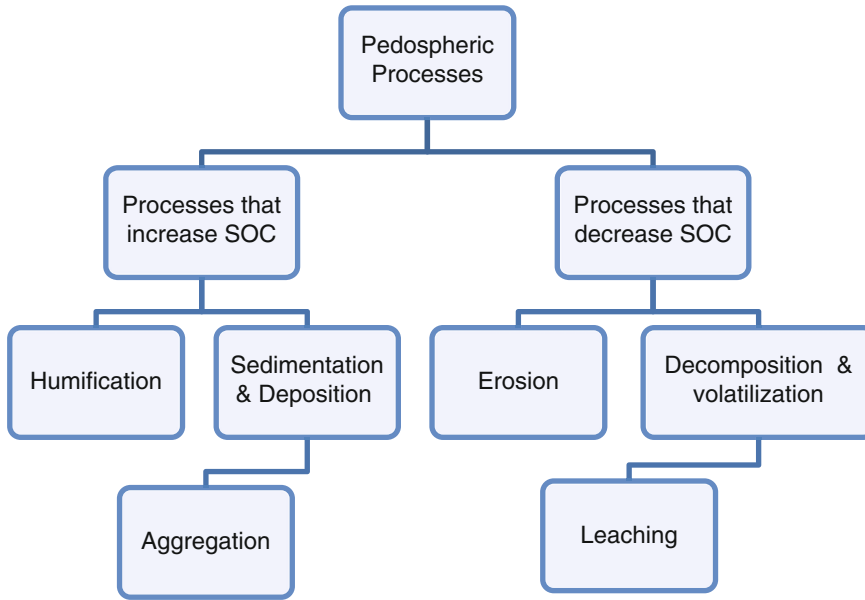 Pedospheric
Processes
Processes that
increase SOC
Processes that
decrease SOC
Humification
Sedimentation
& Deposition
Erosion
Decomposition &
volatilization
Aggregation
Leaching